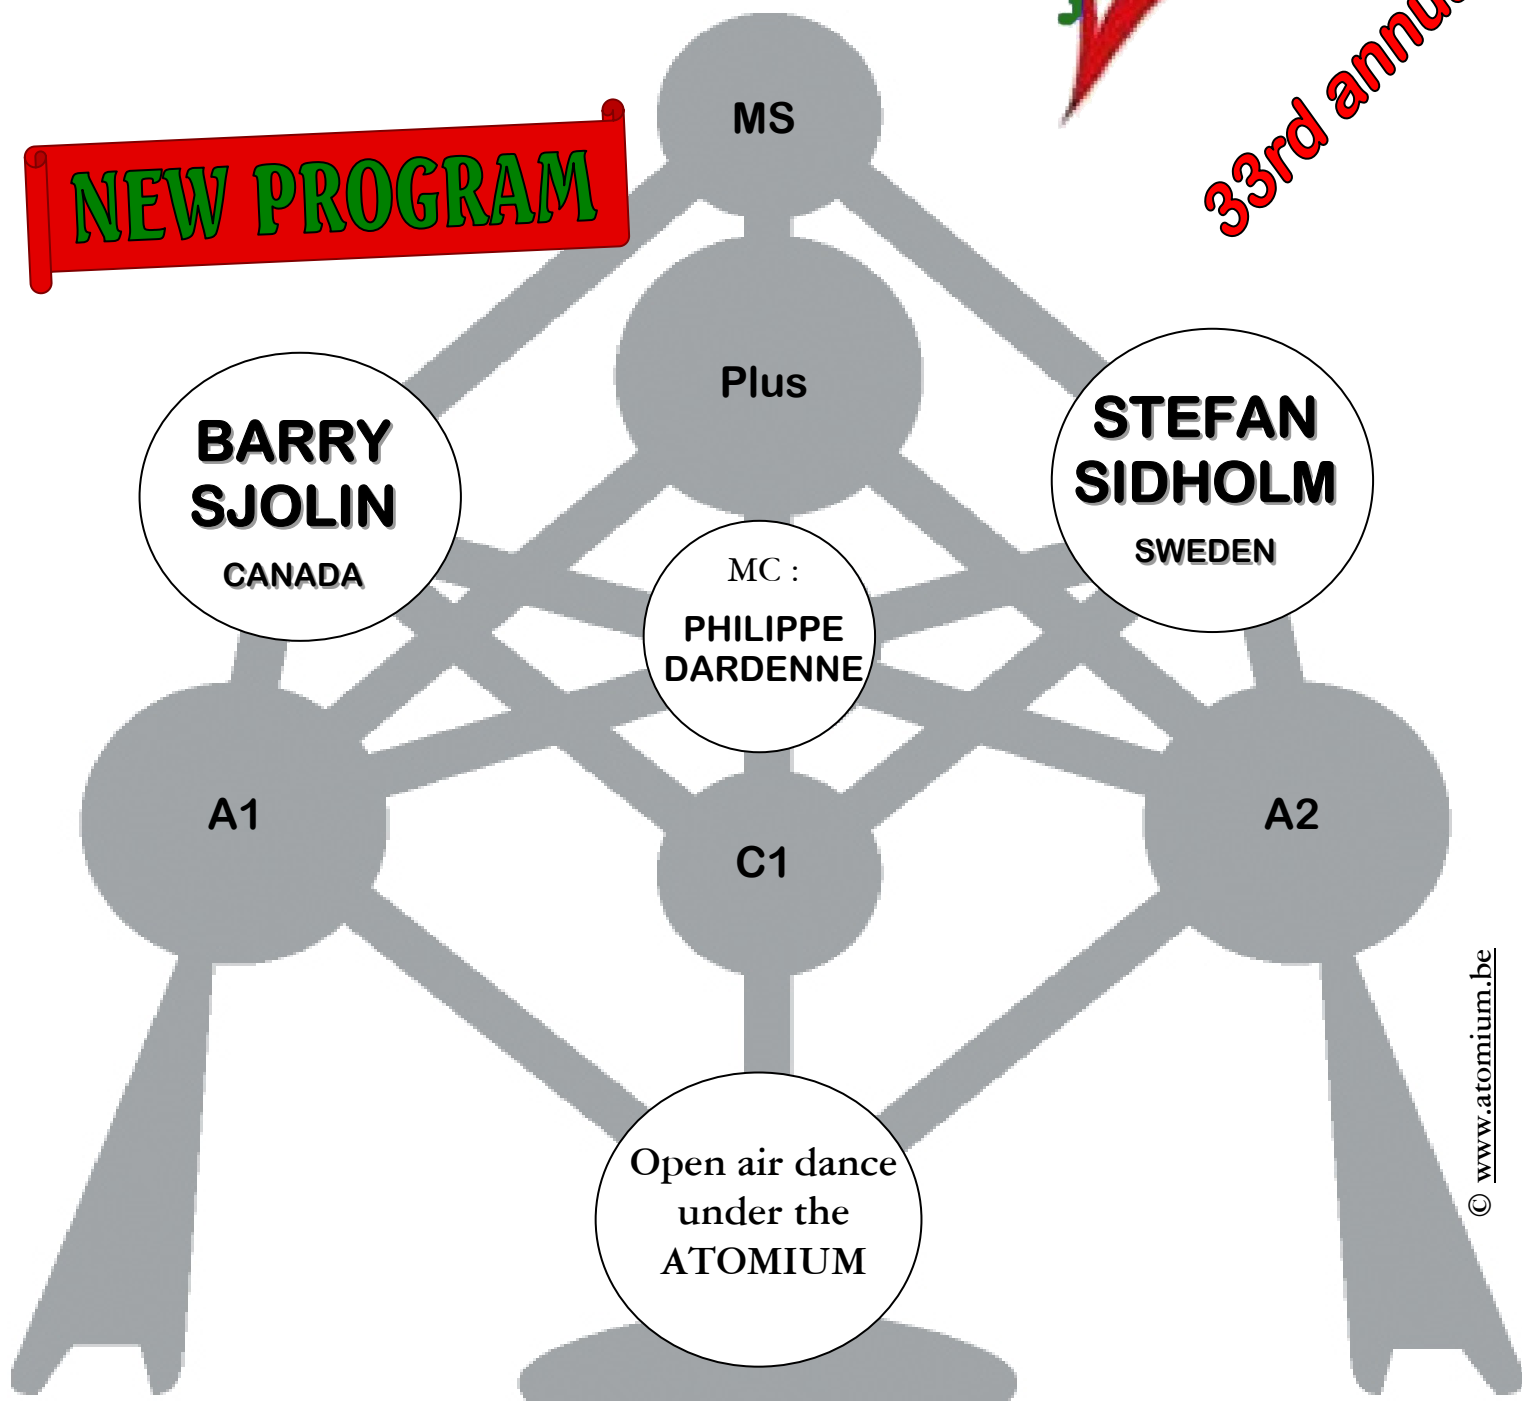 MS
NEW PROGRAM
33rd
Plus
BARRY
SJOLIN
CANADA
STEFAN
SIDHOLM
SWEDEN
MC :
PHILIPPE
DARDENNE
A1
C1
A2
© www.atomium.be
Open air dance
under the
ATOMIUM